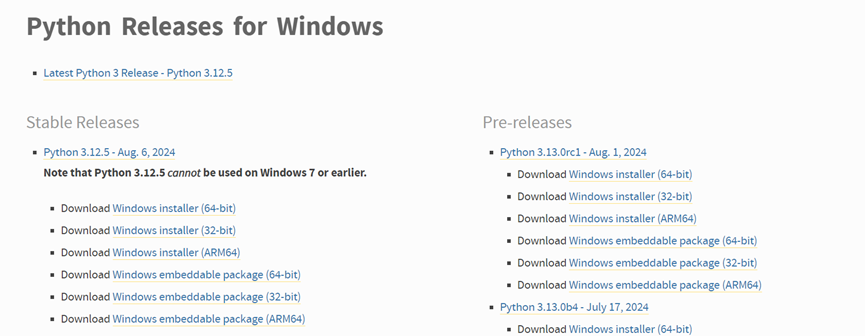 Python Releases for Windows
Latest Python 3 Release - Python 3.12.5
Stable Releases
Python 3.12.5 - Aug. 6, 2024
Note that Python 3.12.5 cannot be used on Windows 7 or earlier.
Download Windows installer (64-bit)
Download Windows installer (32-bit)
Download Windows installer (ARM64)
Download Windows embeddable package (64-bit)
Download Windows embeddable package (32-bit)
Download Windows embeddable package (ARM64)
Pre-releases
Python 3.13.0rc1 - Aug. 1, 2024
Download Windows installer (64-bit)
Download Windows installer (32-bit)
Download Windows installer (ARM64)
Download Windows embeddable package (64-bit)
Download Windows embeddable package (32-bit)
Download Windows embeddable package (ARM64)
Python 3.13.0b4 - July 17, 2024
Download Windows installer (64-bit)